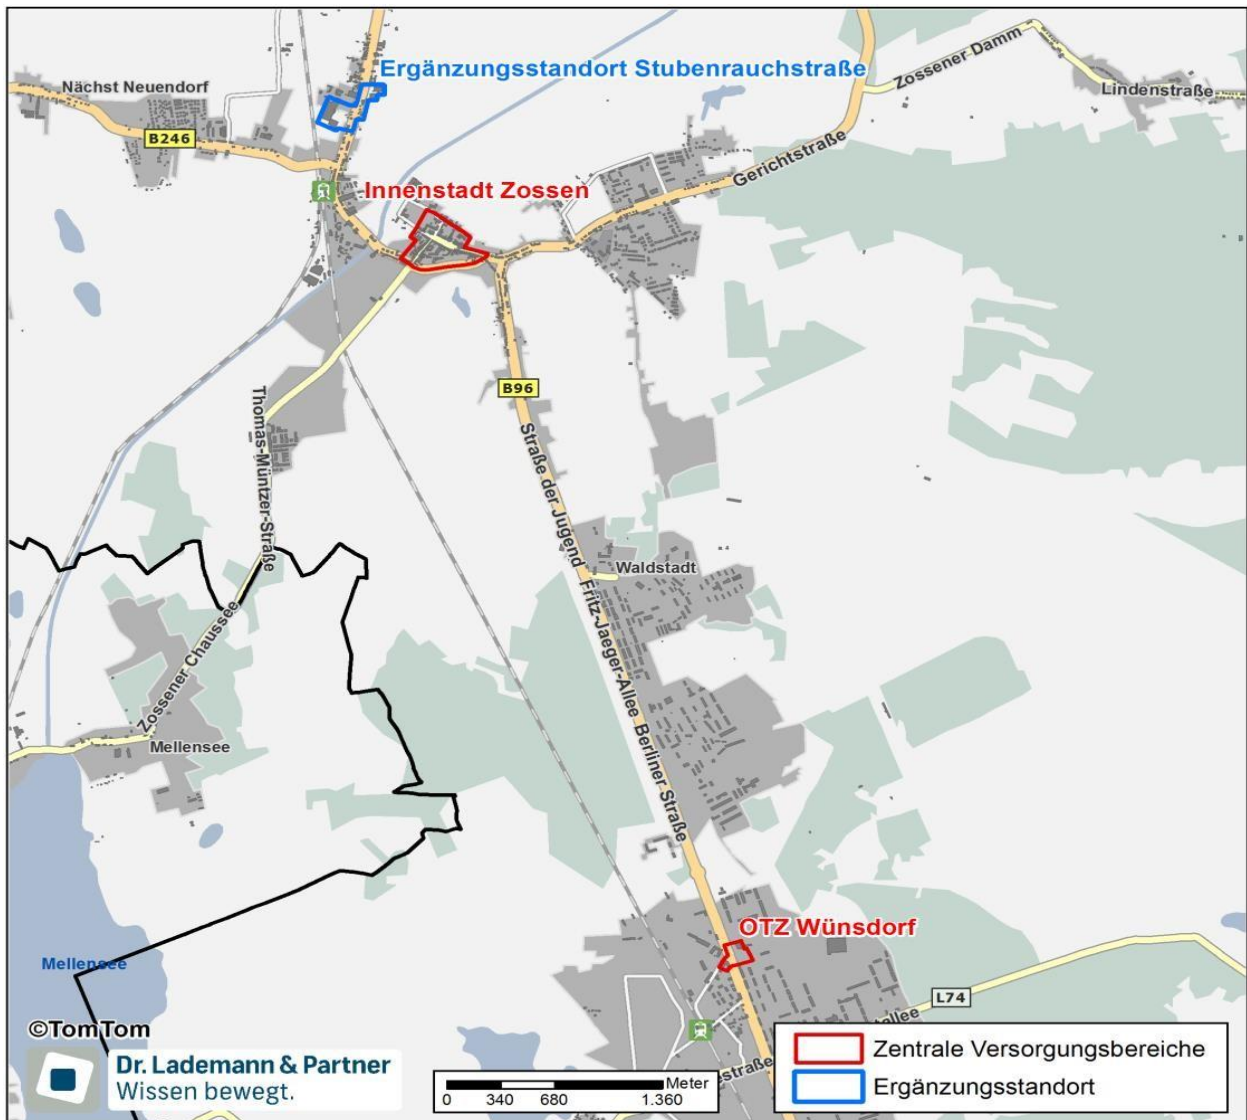 Ergänzungsstandort Stubenrauchstraße
Nächst Neuendorf
B246
Zossener Damm
Lindenstraße
Gerichtstraße
Innenstadt Zossen
B96
Thomas-Müntzer-Straße
Straße der Jugend
Waldstadt
Fritz-Jaeger-Allee
Zossener Chaussee
Berliner Straße
Mellensee
OTZ Wünsdorf
Mellensee
L74
©TomTom
Dr. Lademann & Partner
Wissen bewegt.
Meter
0 340 680 1.360
Zentrale Versorgungsbereiche
Ergänzungsstandort